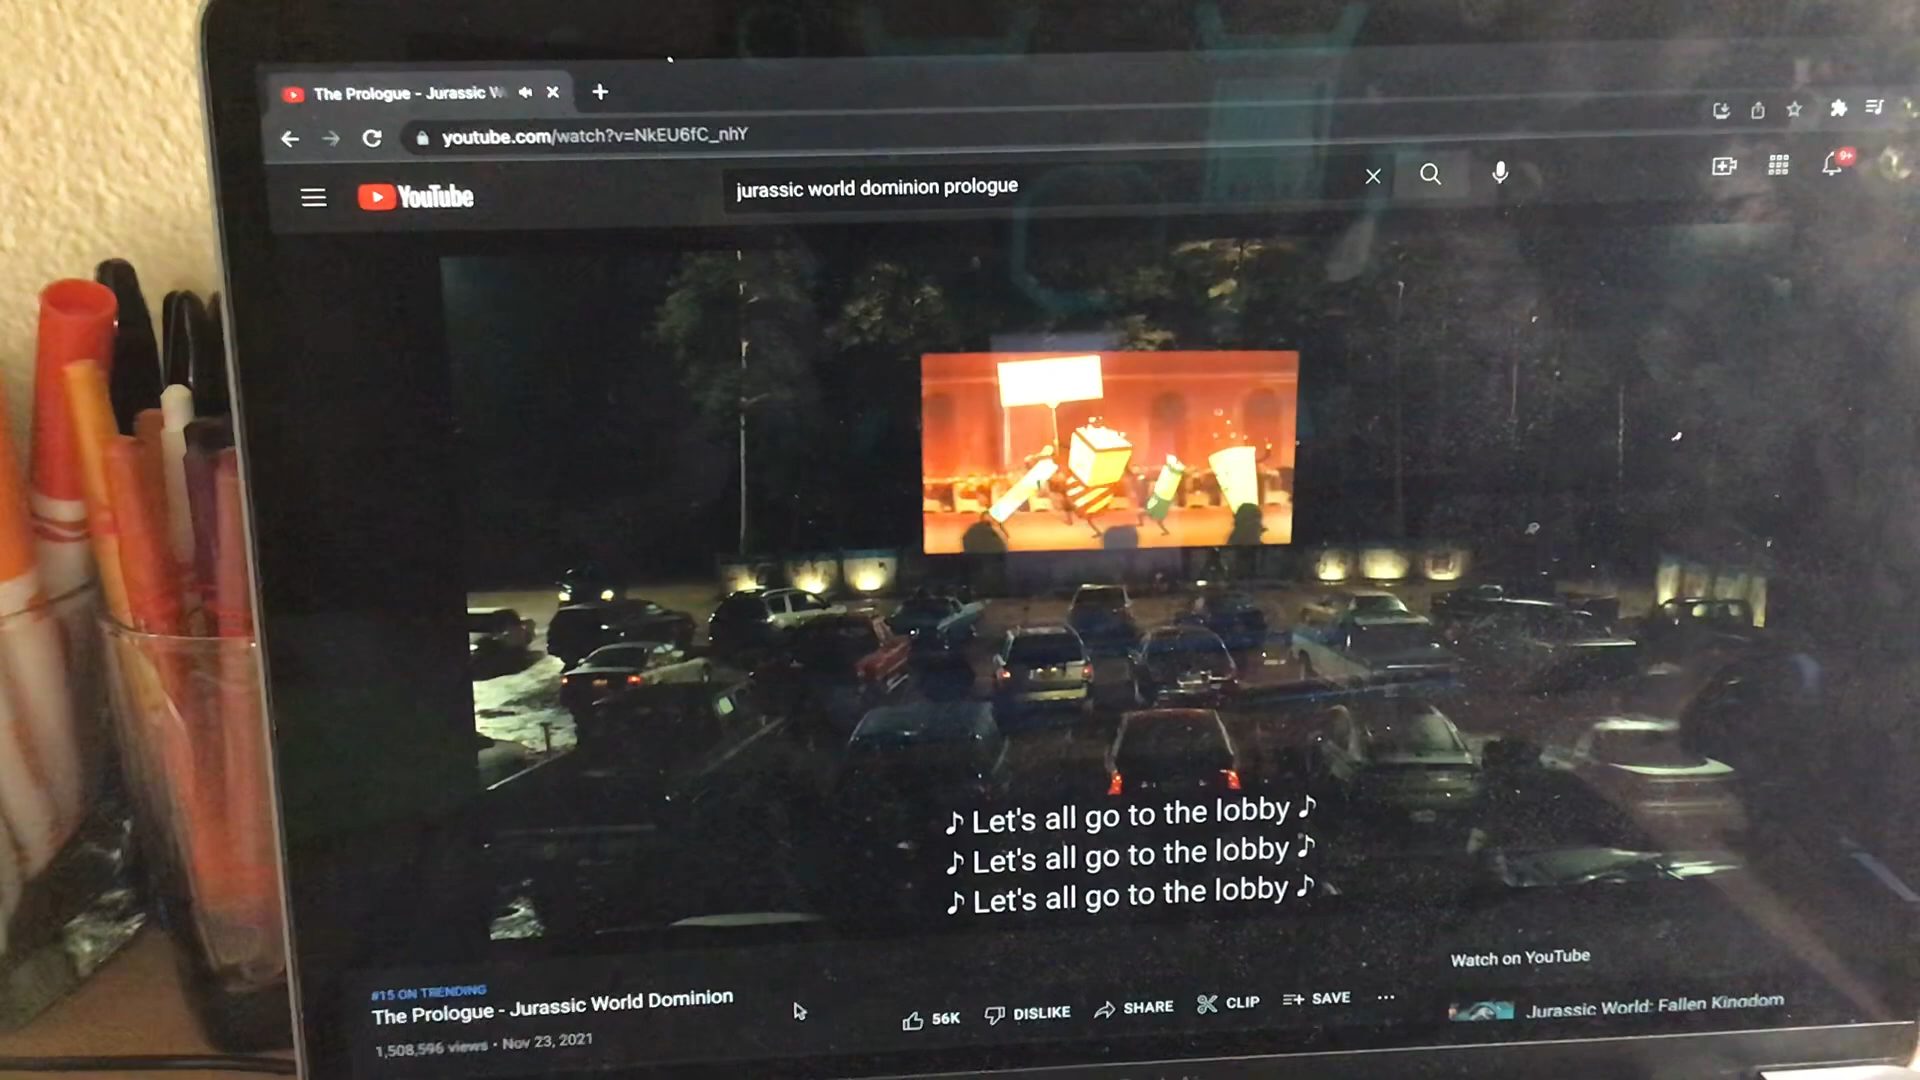 The Prologue - Jurassic W
youtube.com/watch?v=NkEU6fC_nhY
YouTube
jurassic world dominion prologue
9+
♪ Let's all go to the lobby ♪
♪ Let's all go to the lobby ♪
♪ Let's all go to the lobby ♪
#15 ON TRENDING
The Prologue - Jurassic World Dominion
1,508,596 views • Nov 23, 2021
56K
DISLIKE
SHARE
CLIP
SAVE
Watch on YouTube
Jurassic World: Fallen Kingdom